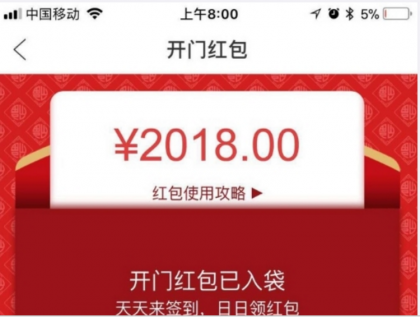 中国移动 上午8:00 5%
开门红包
¥2018.00
红包使用攻略 ▶
开门红包已入袋
天天来签到，日日领红包